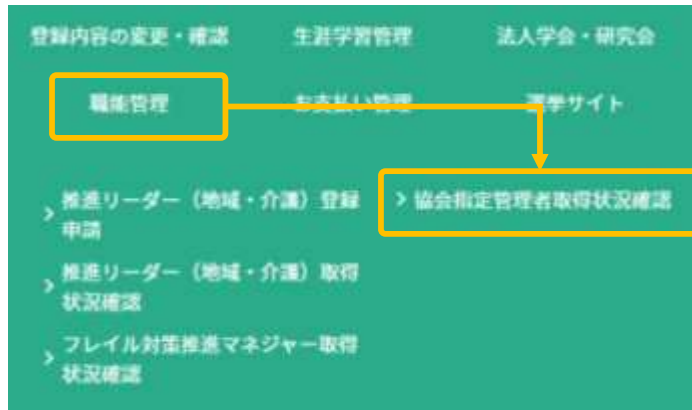 登録内容の変更・確認 生涯学習管理 法人学会・研究会
職能管理 お支払い管理 選挙サイト
> 推進リーダー（地域・介護）登録 > 協会指定管理者取得状況確認
申請
> 推進リーダー（地域・介護）取得
状況確認
> フレイル対策推進マネジャー取得
状況確認